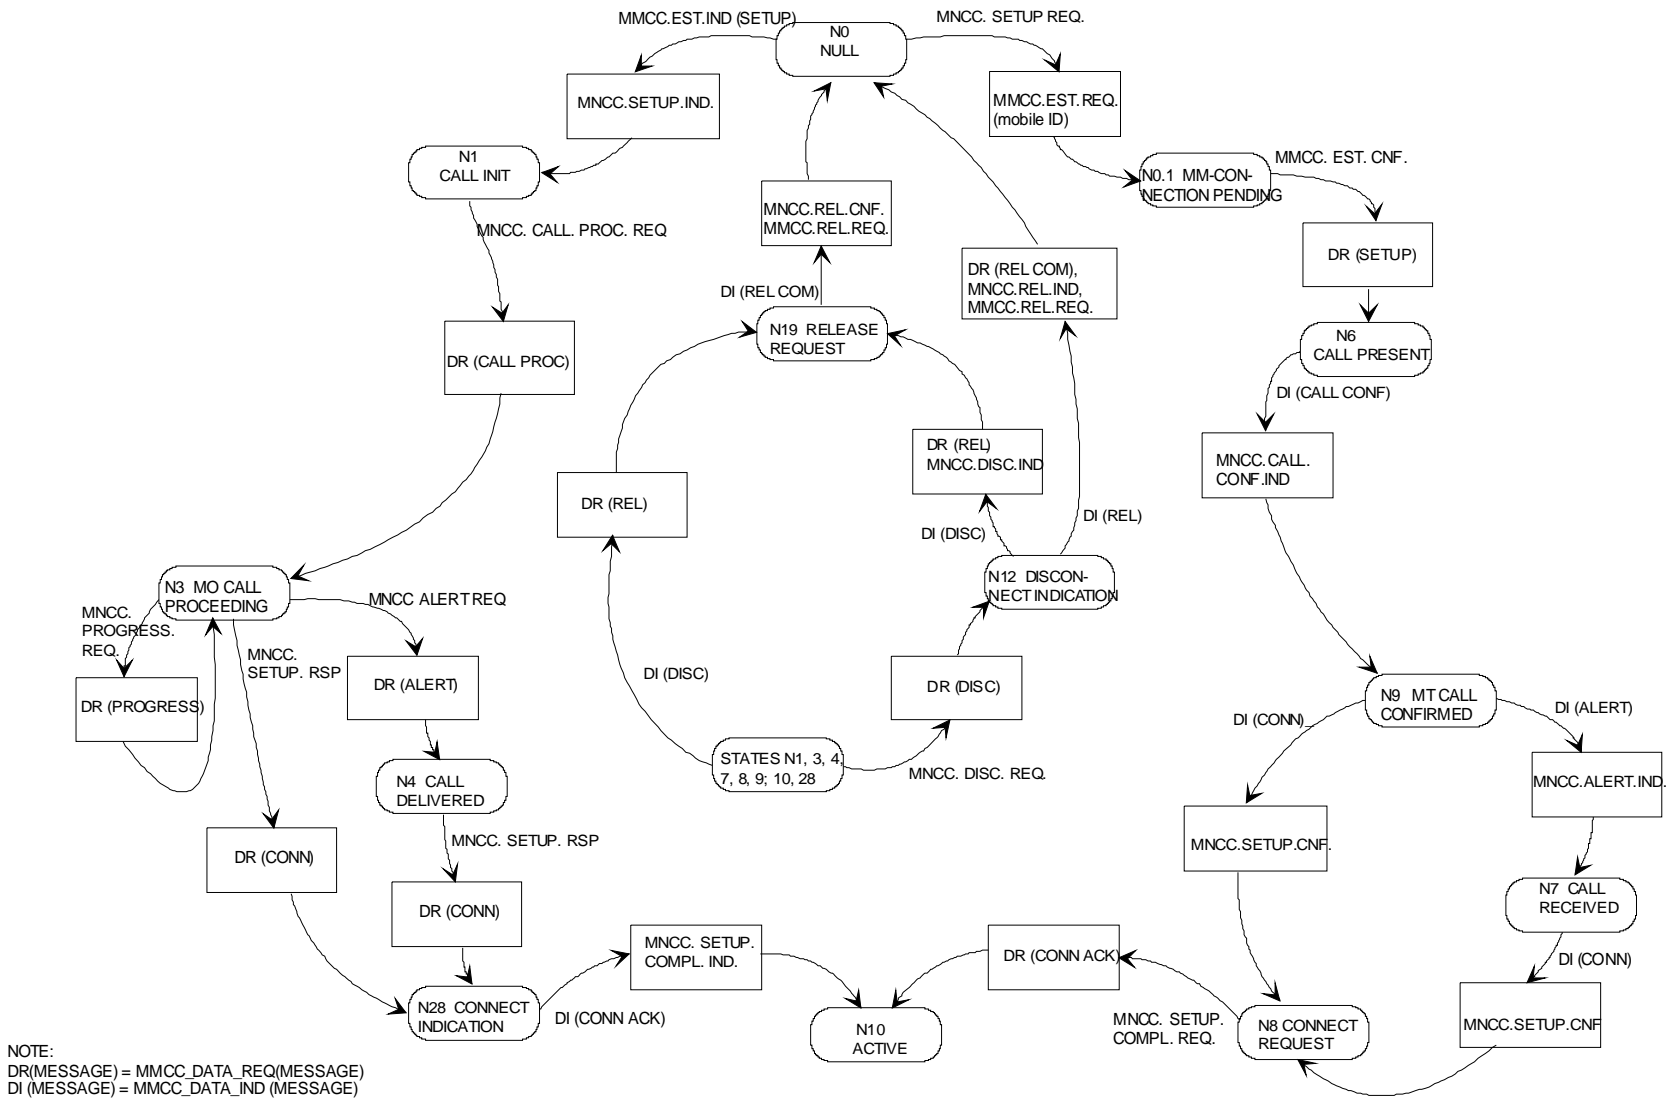 MMCC.EST.IND (SETUP)
N0
NULL
MNCC. SETUP REQ.
MNCC.SETUP.IND.
MMCC.EST.REQ.
(mobile ID)
N1
CALL INIT
MMCC. EST. CNF.
N0.1 MM-CON-
NECTION PENDING
MNCC.REL.CNF.
MMCC.REL.REQ.
MNCC. CALL. PROC. REQ
DR (SETUP)
DR (REL COM),
MNCC.REL.IND,
MMCC.REL.REQ.
DI (REL COM)
N19 RELEASE
REQUEST
N6
CALL PRESENT
DR (CALL PROC)
DI (CALL CONF)
DR (REL)
MNCC.DISC.IND
MNCC.CALL.
CONF.IND
DR (REL)
DI (REL)
DI (DISC)
N12 DISCON-
NECT INDICATION
N3 MO CALL
PROCEEDING
MNCC ALERT REQ
MNCC.
PROGRESS.
REQ.
MNCC.
SETUP. RSP
DI (DISC)
DR (ALERT)
DR (DISC)
DR (PROGRESS)
N9 MT CALL
CONFIRMED
DI (CONN)
DI (ALERT)
STATES N1, 3, 4,
7, 8, 9; 10, 28
MNCC. DISC. REQ.
N4 CALL
DELIVERED
MNCC.ALERT.IND.
MNCC. SETUP. RSP
DR (CONN)
MNCC.SETUP.CNF.
DR (CONN)
N7 CALL
RECEIVED
MNCC. SETUP.
COMPL. IND.
DR (CONN ACK)
DI (CONN)
N28 CONNECT
INDICATION
DI (CONN ACK)
N10
ACTIVE
MNCC. SETUP.
COMPL. REQ.
N8 CONNECT
REQUEST
MNCC.SETUP.CNF
NOTE:
DR(MESSAGE) = MMCC_DATA_REQ(MESSAGE)
DI (MESSAGE) = MMCC_DATA_IND (MESSAGE)